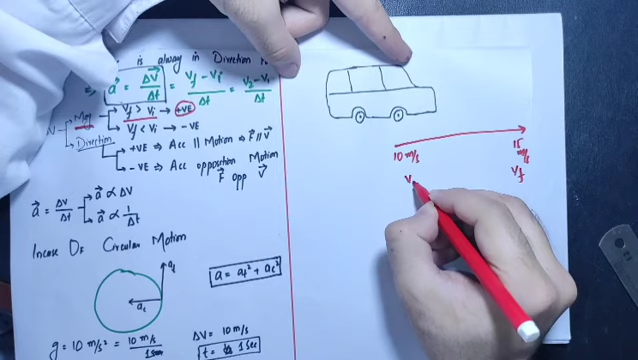 is always in Direction
⇒ a⃗ = ΔV⃗/Δt = Vf − Vi/Δt = V2 − V1/Δt
Mag → Vf > Vi → +VE
Vf < Vi → −VE
Direction → +VE ⇒ Acc || Motion → F⃗ || V⃗
−VE ⇒ Acc opposition Motion
F⃗ opp V⃗
a⃗ = ΔV/Δt → a⃗ ∝ ΔV
a⃗ ∝ 1/Δt
Incase Of Circular Motion
at
ac
a = at² + ac²
g = 10 m/s² = 10 m/s / 1 sec
ΔV = 10 m/s
t = 1 Sec
10 m/s
15 m/s
V
Vf